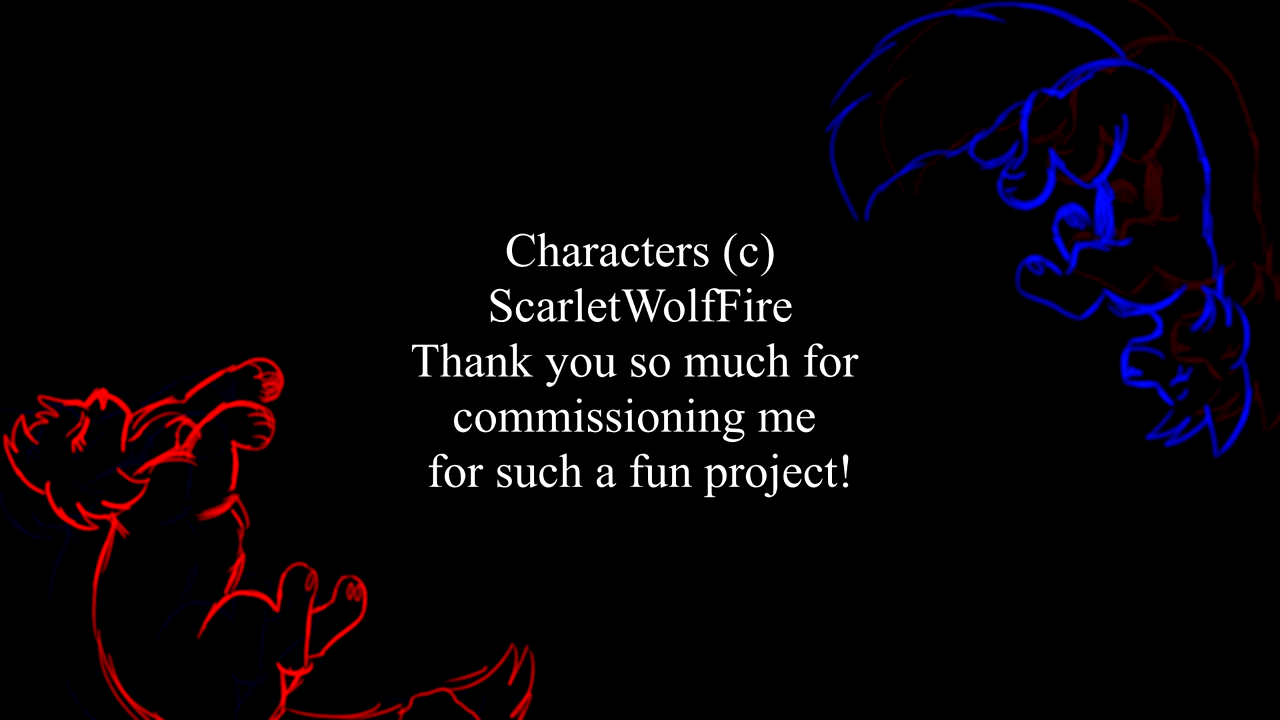 Characters (c)
ScarletWolfFire
Thank you so much for
commissioning me
for such a fun project!